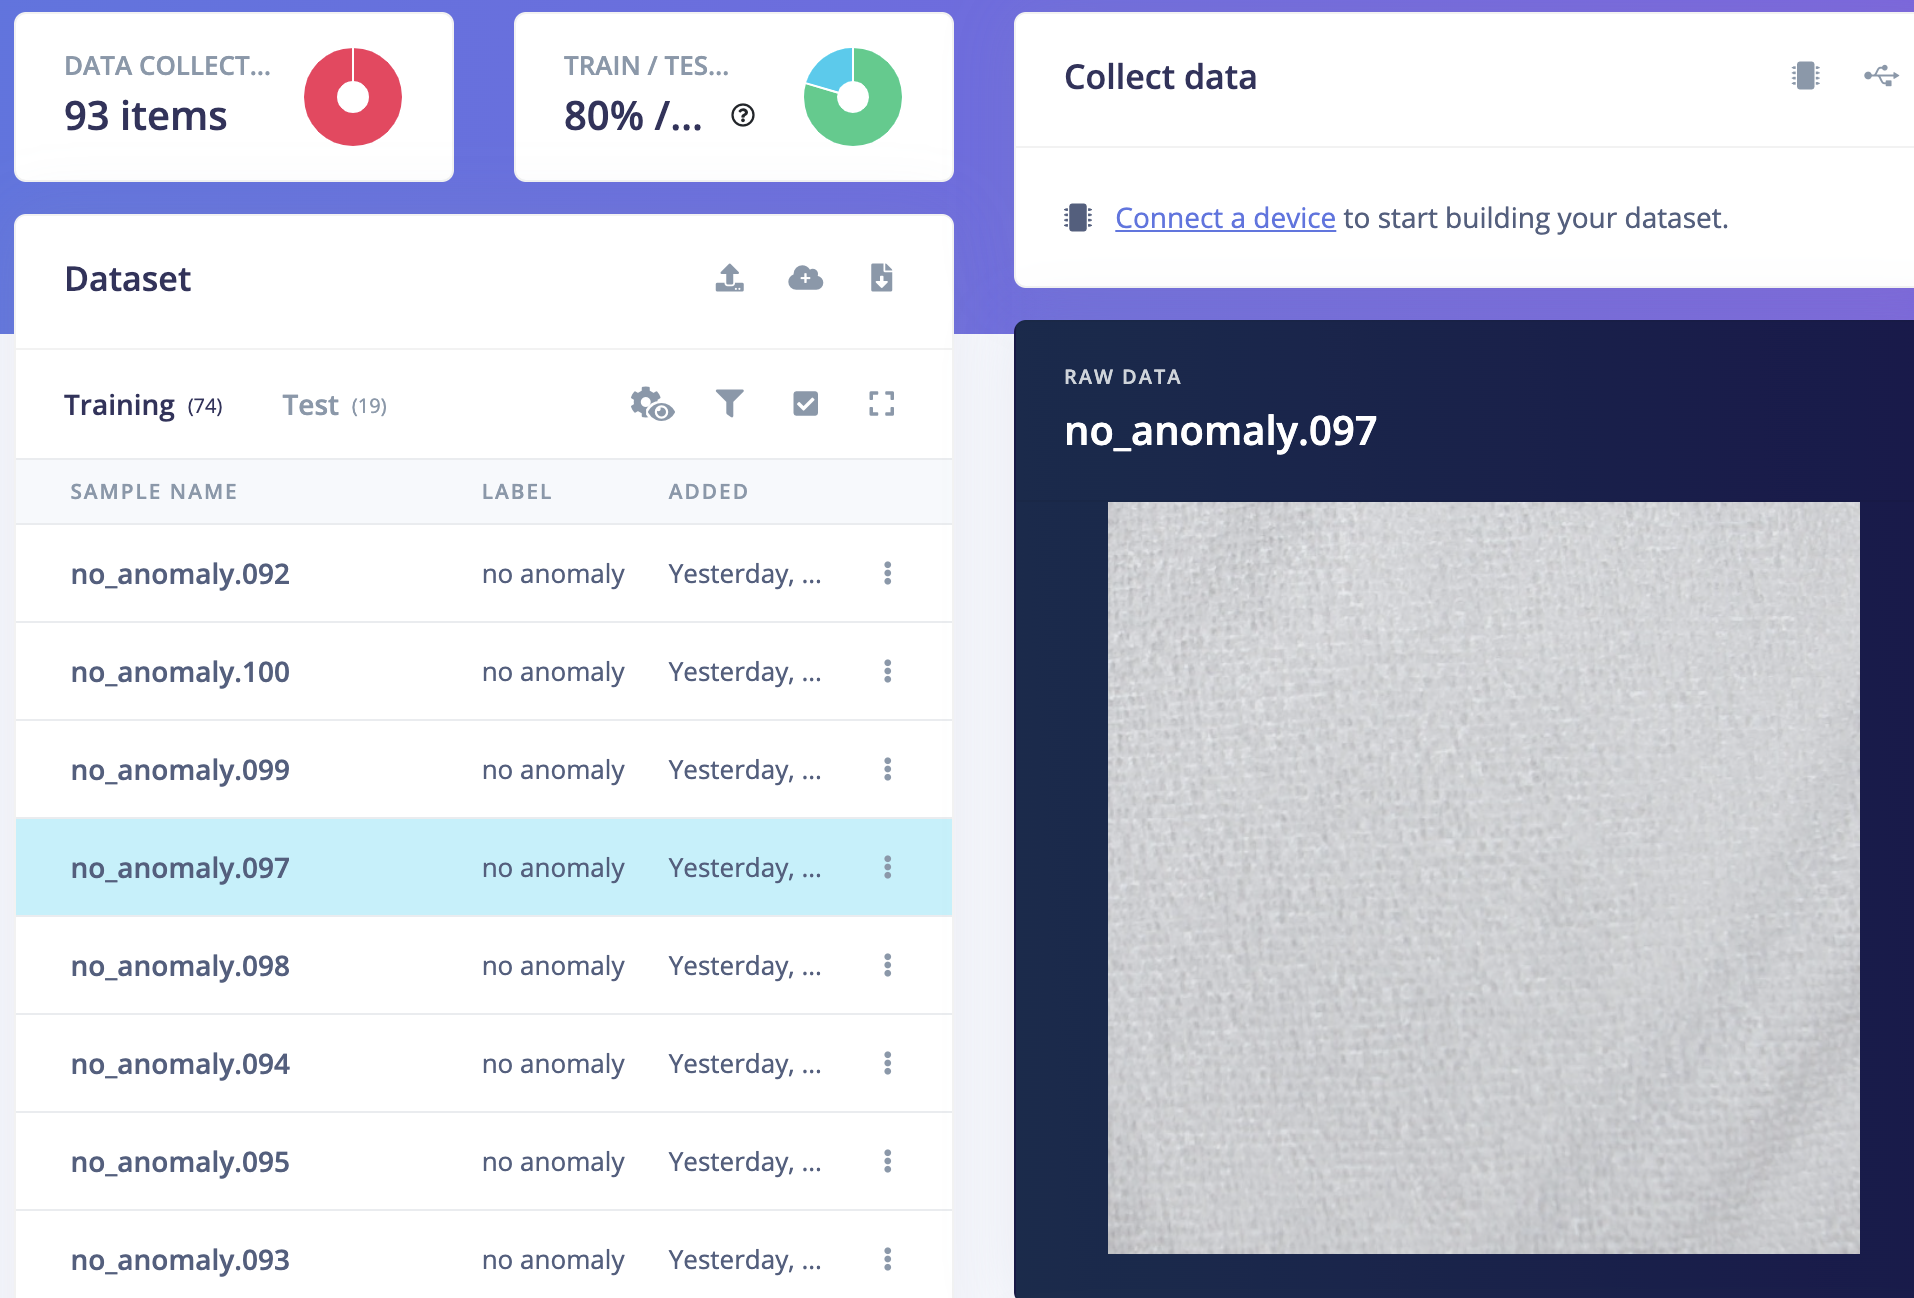 DATA COLLECT...
93 items
TRAIN / TES...
80% /...
Collect data
Connect a device to start building your dataset.
Dataset
Training (74)
Test (19)
SAMPLE NAME LABEL ADDED
no_anomaly.092 no anomaly Yesterday, ...
no_anomaly.100 no anomaly Yesterday, ...
no_anomaly.099 no anomaly Yesterday, ...
no_anomaly.097 no anomaly Yesterday, ...
no_anomaly.098 no anomaly Yesterday, ...
no_anomaly.094 no anomaly Yesterday, ...
no_anomaly.095 no anomaly Yesterday, ...
no_anomaly.093 no anomaly Yesterday, ...
RAW DATA
no_anomaly.097